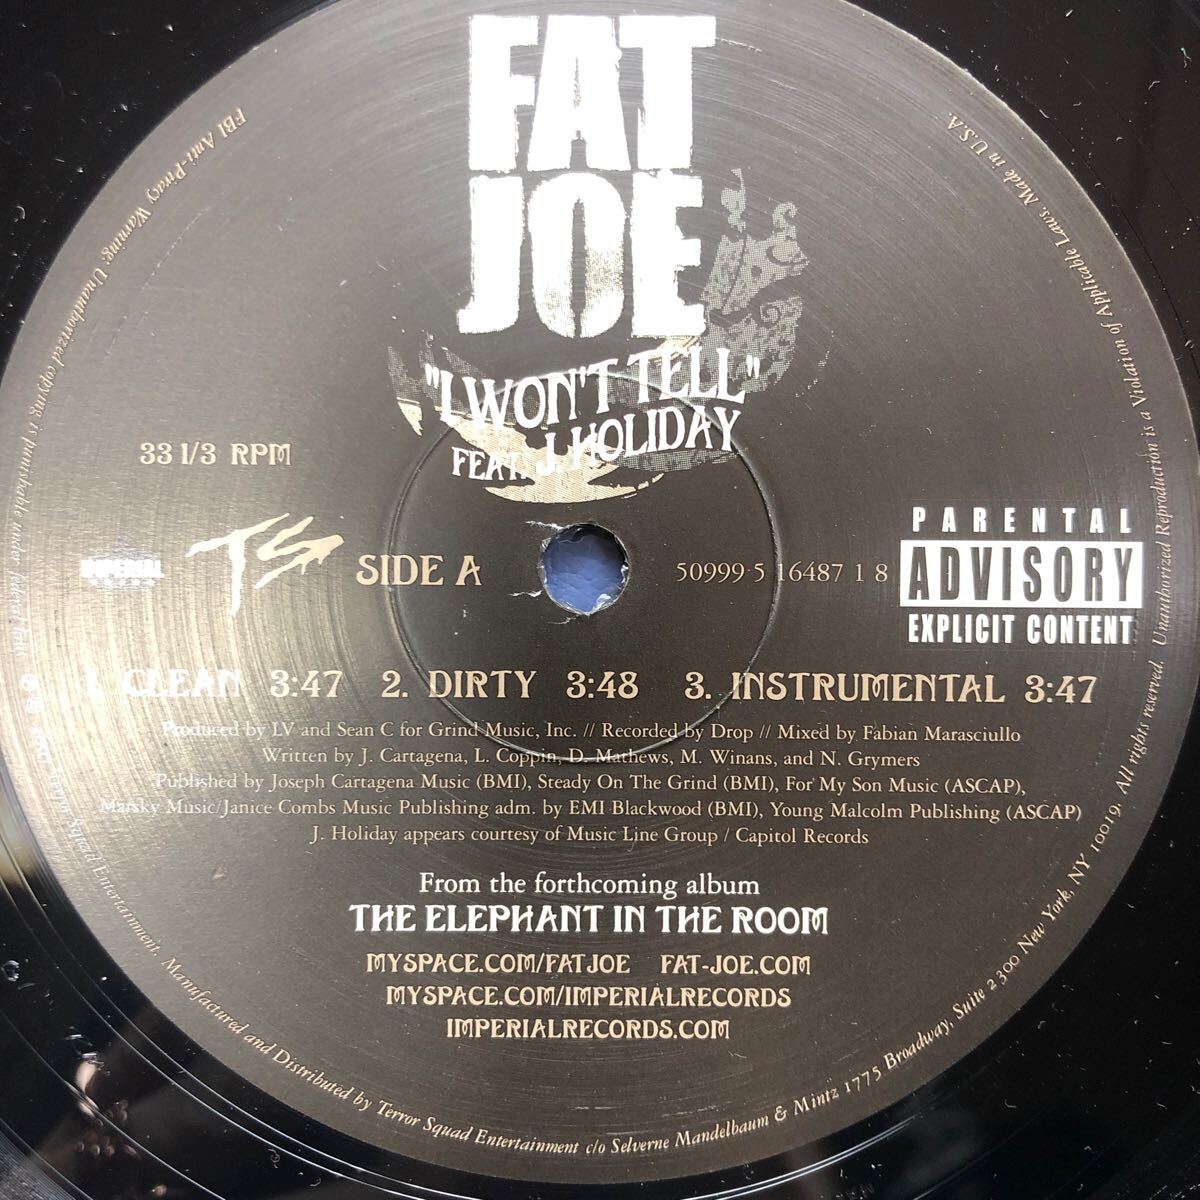 FAT
JOE
"I WON'T TELL"
FEAT. J. HOLIDAY
33 1/3 RPM
IMPERIAL
TS
SIDE A
50999 5 16487 1 8
PARENTAL
ADVISORY
EXPLICIT CONTENT
1. CLEAN 3:47 2. DIRTY 3:48 3. INSTRUMENTAL 3:47
Produced by LV and Sean C for Grind Music, Inc. // Recorded by Drop // Mixed by Fabian Marasciullo
Written by J. Cartagena, L. Coppin, D. Mathews, M. Winans, and N. Grymers
Published by Joseph Cartagena Music (BMI), Steady On The Grind (BMI), For My Son Music (ASCAP),
Marsky Music/Janice Combs Music Publishing adm. by EMI Blackwood (BMI), Young Malcolm Publishing (ASCAP)
J. Holiday appears courtesy of Music Line Group / Capitol Records
From the forthcoming album
THE ELEPHANT IN THE ROOM
MYSPACE.COM/FATJOE FAT-JOE.COM
MYSPACE.COM/IMPERIALRECORDS
IMPERIALRECORDS.COM
FBI Anti-Piracy Warning: Unauthorized copying is punishable under federal law.
Terror Squad Entertainment. Manufactured and Distributed by Terror Squad Entertainment c/o Selverne Mandelbaum & Mintz 1775 Broadway, Suite 2300 New York, NY 10019. All rights reserved. Unauthorized Reproduction is a Violation of Applicable Laws. Made in U.S.A.